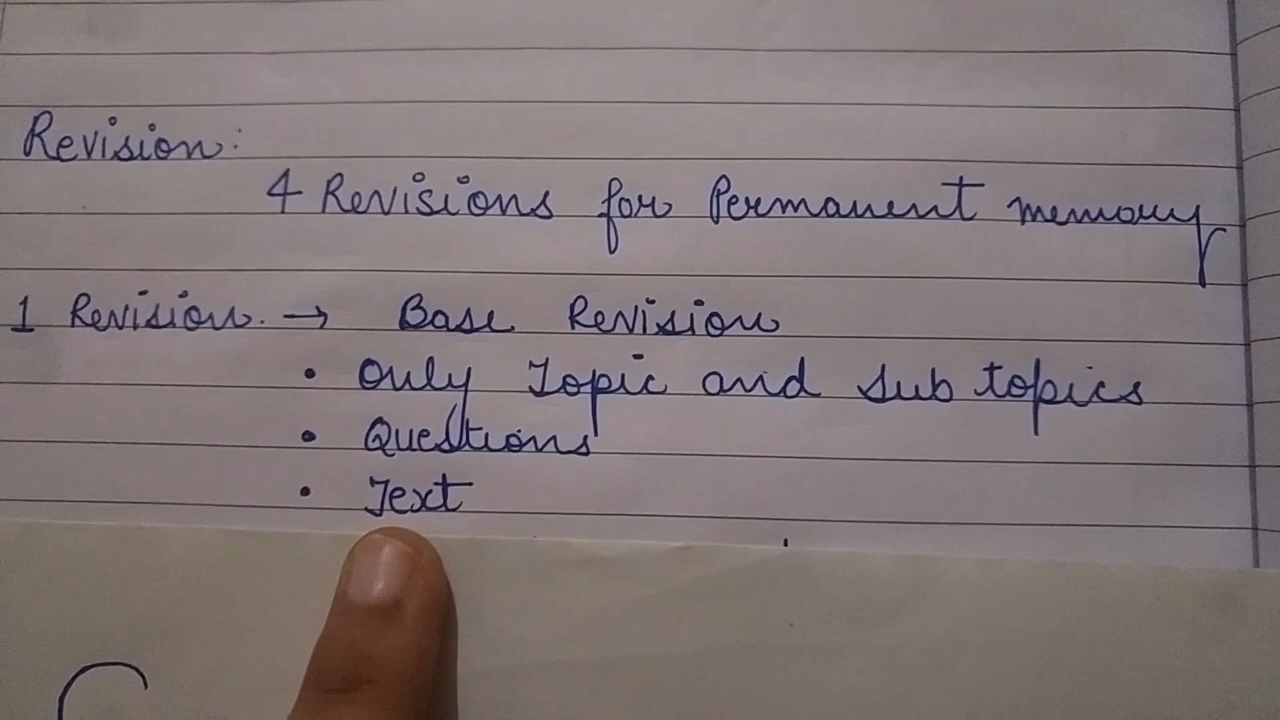 Revision:
4 Revisions for Permanent memory
1 Revision. → Base Revision
• Only Topic and Sub topics
• Questions
• Text